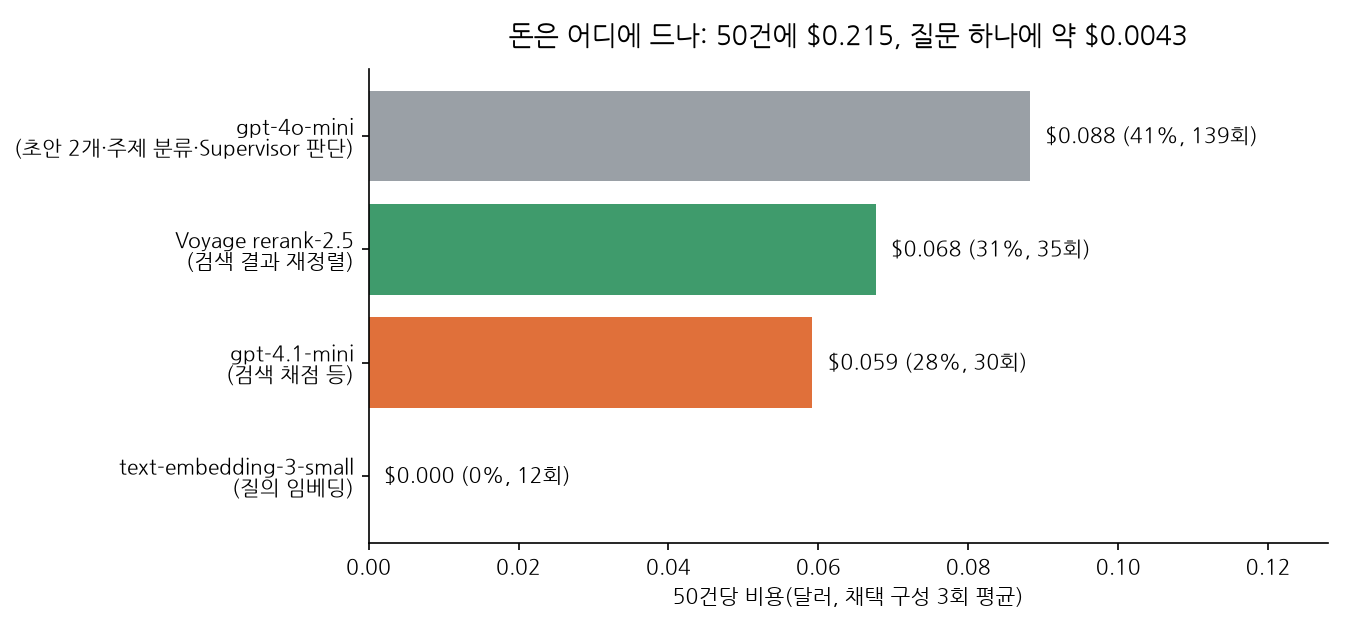 돈은 어디에 드나: 50건에 $0.215, 질문 하나에 약 $0.0043
gpt-4o-mini
(초안 2개·주제 분류·Supervisor 판단)
$0.088 (41%, 139회)
Voyage rerank-2.5
(검색 결과 재정렬)
$0.068 (31%, 35회)
gpt-4.1-mini
(검색 채점 등)
$0.059 (28%, 30회)
text-embedding-3-small
(질의 임베딩)
$0.000 (0%, 12회)
0.00 0.02 0.04 0.06 0.08 0.10 0.12
50건당 비용(달러, 채택 구성 3회 평균)